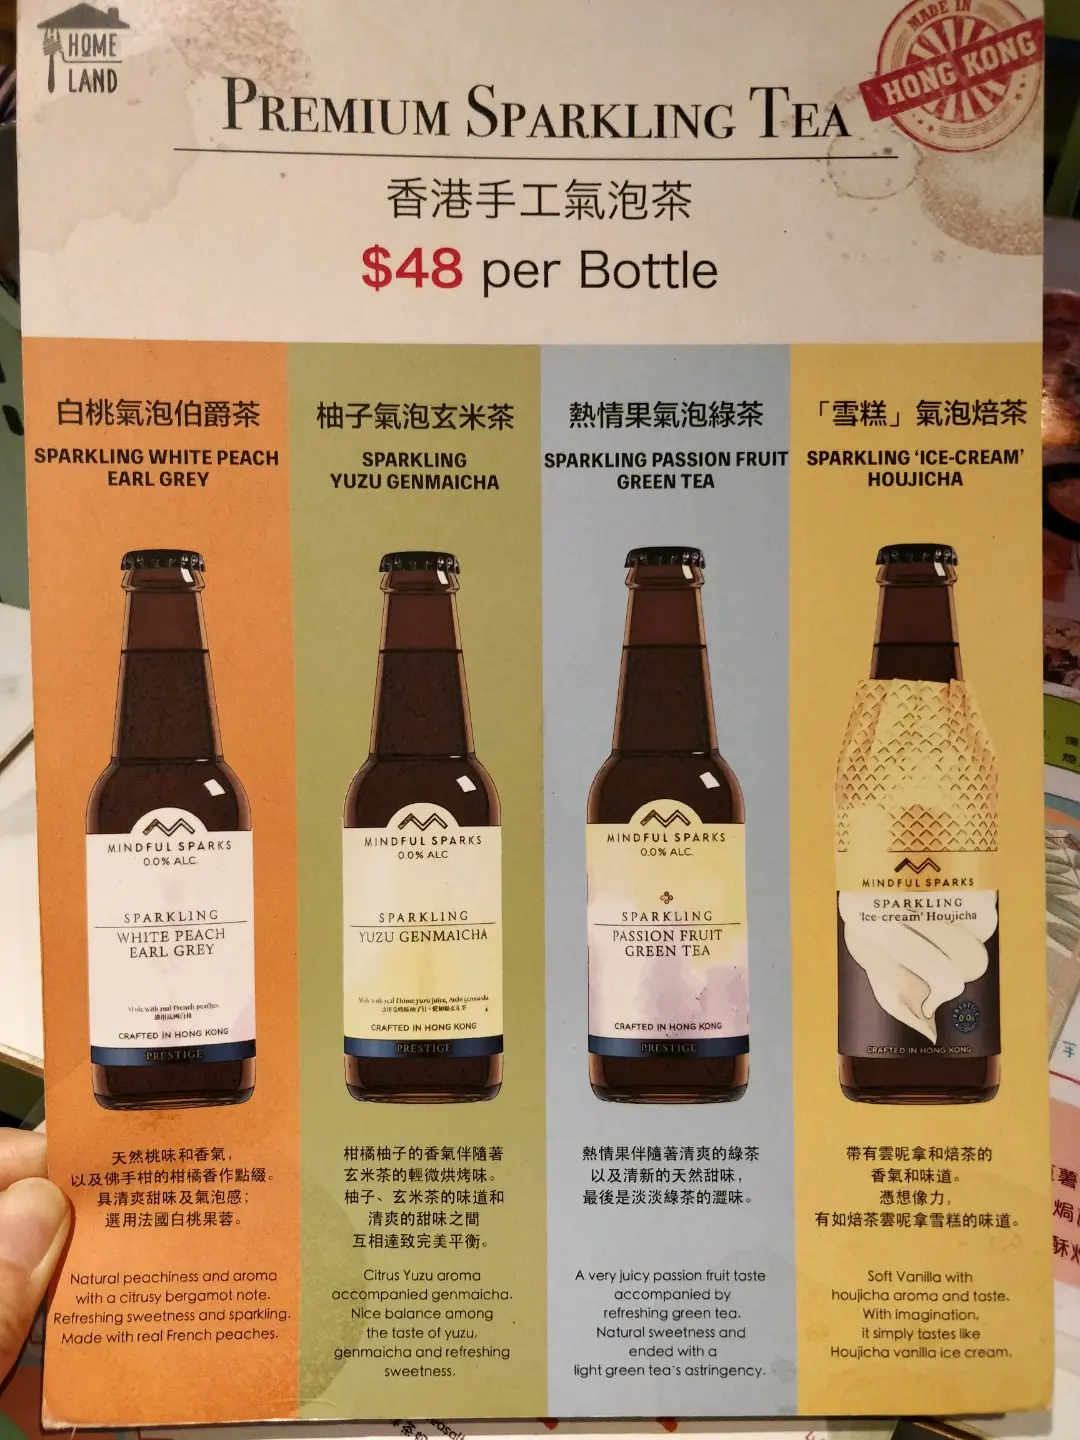 HOME
LAND
MADE IN
HONG KONG
PREMIUM SPARKLING TEA
香港手工氣泡茶
$48 per Bottle
白桃氣泡伯爵茶
SPARKLING WHITE PEACH
EARL GREY
柚子氣泡玄米茶
SPARKLING
YUZU GENMAICHA
熱情果氣泡綠茶
SPARKLING PASSION FRUIT
GREEN TEA
「雪糕」氣泡焙茶
SPARKLING ‘ICE-CREAM’
HOUJICHA
MINDFUL SPARKS
0.0% ALC.
SPARKLING
WHITE PEACH
EARL GREY
Made with real French peaches
CRAFTED IN HONG KONG
PRESTIGE
MINDFUL SPARKS
0.0% ALC
SPARKLING
YUZU GENMAICHA
CRAFTED IN HONG KONG
PRESTIGE
MINDFUL SPARKS
0.0% ALC.
SPARKLING
PASSION FRUIT
GREEN TEA
CRAFTED IN HONG KONG
PRESTIGE
MINDFUL SPARKS
SPARKLING
'Ice-cream' Houjicha
PRESTIGE
0.0%
ALCOHOL
CRAFTED IN HONG KONG
天然桃味和香氣，
以及佛手柑的柑橘香作點綴。
具清爽甜味及氣泡感；
選用法國白桃果蓉。
Natural peachiness and aroma
with a citrusy bergamot note.
Refreshing sweetness and sparkling.
Made with real French peaches.
柑橘柚子的香氣伴隨著
玄米茶的輕微烘烤味。
柚子、玄米茶的味道和
清爽的甜味之間
互相達致完美平衡。
Citrus Yuzu aroma
accompanied genmaicha.
Nice balance among
the taste of yuzu,
genmaicha and refreshing
sweetness.
熱情果伴隨著清爽的綠茶
以及清新的天然甜味，
最後是淡淡綠茶的澀味。
A very juicy passion fruit taste
accompanied by
refreshing green tea.
Natural sweetness and
ended with a
light green tea's astringency.
帶有雲呢拿和焙茶的
香氣和味道。
憑想像力，
有如焙茶雲呢拿雪糕的味道。
Soft Vanilla with
houjicha aroma and taste.
With imagination,
it simply tastes like
Houjicha vanilla ice cream.